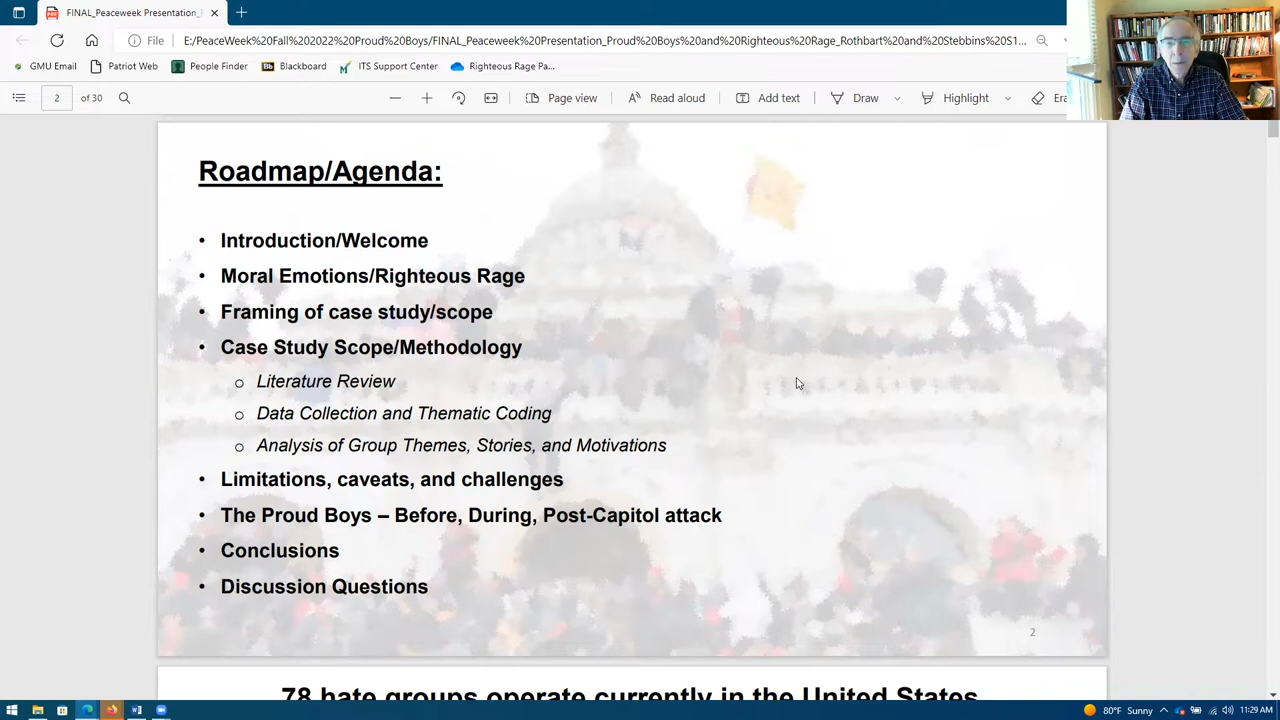 FINAL_Peaceweek Presentation_
File E:/PeaceWeek%20Fall%202022%20Proud%20Boys/FINAL_Peceweek%20Presentation_Proud%20Boys%20and%20Righteous%20Rage_Rothbart%20and%20Stebbins%20S1...
GMU Email Patriot Web People Finder Bb Blackboard ITS Support Center Righteous Rage Pa...
2 of 30 Page view Read aloud Add text Draw Highlight Era
Roadmap/Agenda:
• Introduction/Welcome
• Moral Emotions/Righteous Rage
• Framing of case study/scope
• Case Study Scope/Methodology
o Literature Review
o Data Collection and Thematic Coding
o Analysis of Group Themes, Stories, and Motivations
• Limitations, caveats, and challenges
• The Proud Boys – Before, During, Post-Capitol attack
• Conclusions
• Discussion Questions
2
78 hate groups operate currently in the United States
80°F Sunny 11:29 AM